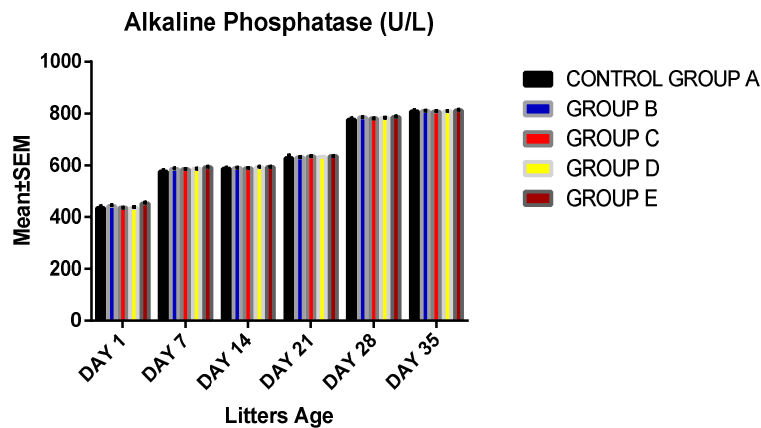 Alkaline Phosphatase (U/L)
1000
800
600
400
200
0
Mean±SEM
DAY 1
DAY 7
DAY 14
DAY 21
DAY 28
DAY 35
Litters Age
CONTROL GROUP A
GROUP B
GROUP C
GROUP D
GROUP E